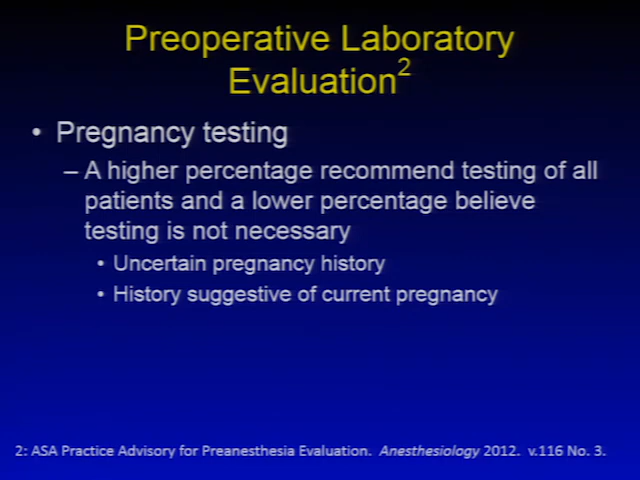 Preoperative Laboratory
Evaluation²
• Pregnancy testing
– A higher percentage recommend testing of all
patients and a lower percentage believe
testing is not necessary
• Uncertain pregnancy history
• History suggestive of current pregnancy
2: ASA Practice Advisory for Preanesthesia Evaluation. Anesthesiology 2012. v.116 No. 3.